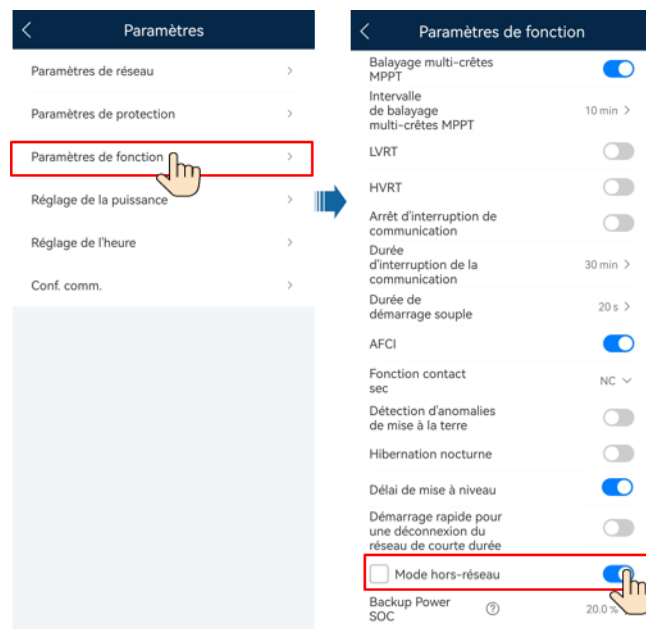 Paramètres
Paramètres de réseau
Paramètres de protection
Paramètres de fonction
Réglage de la puissance
Réglage de l'heure
Conf. comm.
Paramètres de fonction
Balayage multi-crêtes
MPPT
Intervalle
de balayage
multi-crêtes MPPT
10 min
LVRT
HVRT
Arrêt d'interruption de
communication
Durée
d'interruption de la
communication
30 min
Durée de
démarrage souple
20 s
AFCI
Fonction contact
sec
NC
Détection d'anomalies
de mise à la terre
Hibernation nocturne
Délai de mise à niveau
Démarrage rapide pour
une déconnexion du
réseau de courte durée
Mode hors-réseau
Backup Power
SOC
20.0 %